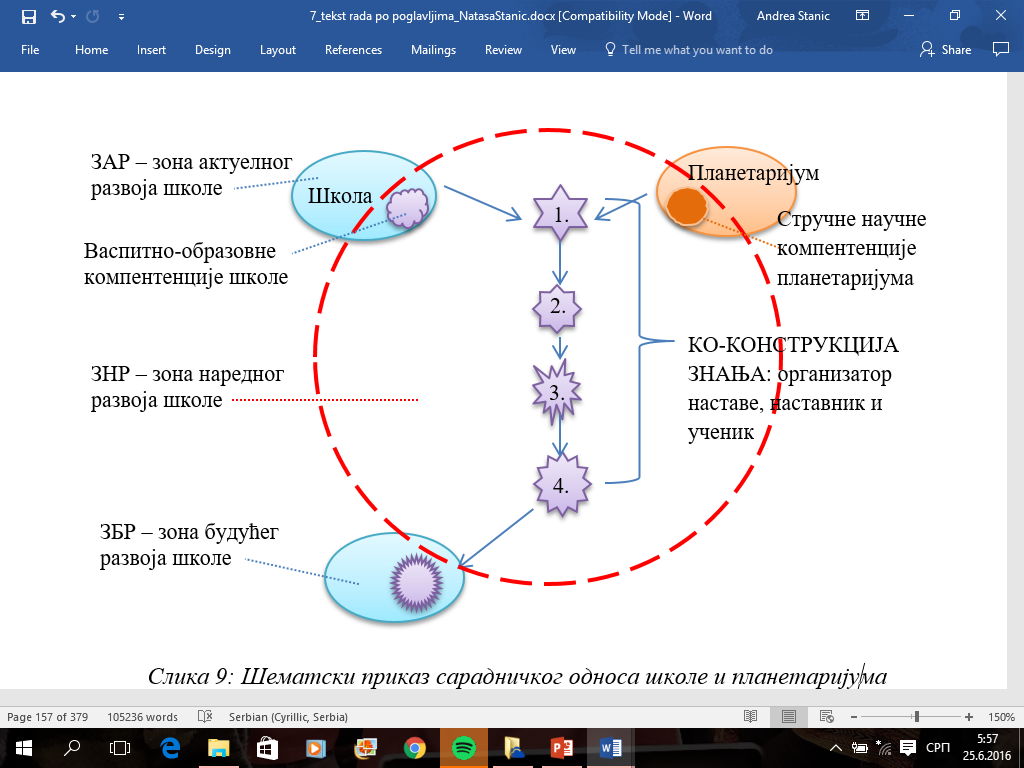 7_tekst rada po poglavljima_NatasaStanic.docx [Compatibility Mode] - Word
Andrea Stanic
File Home Insert Design Layout References Mailings Review View Tell me what you want to do Share
ЗАР – зона актуелног
развоја школе
Школа
Васпитно-образовне
компентенције школе
Планетаријум
Стручне научне
компентенције
планетаријума
1.
2.
3.
4.
ЗНР – зона наредног
развоја школе
КО-КОНСТРУКЦИЈА
ЗНАЊА: организатор
наставе, наставник и
ученик
ЗБР – зона будућег
развоја школе
Слика 9: Шематски приказ сарадничког односа школе и планетаријума
Page 157 of 379 105236 words Serbian (Cyrillic, Serbia) 150%
СРП
5:57
25.6.2016